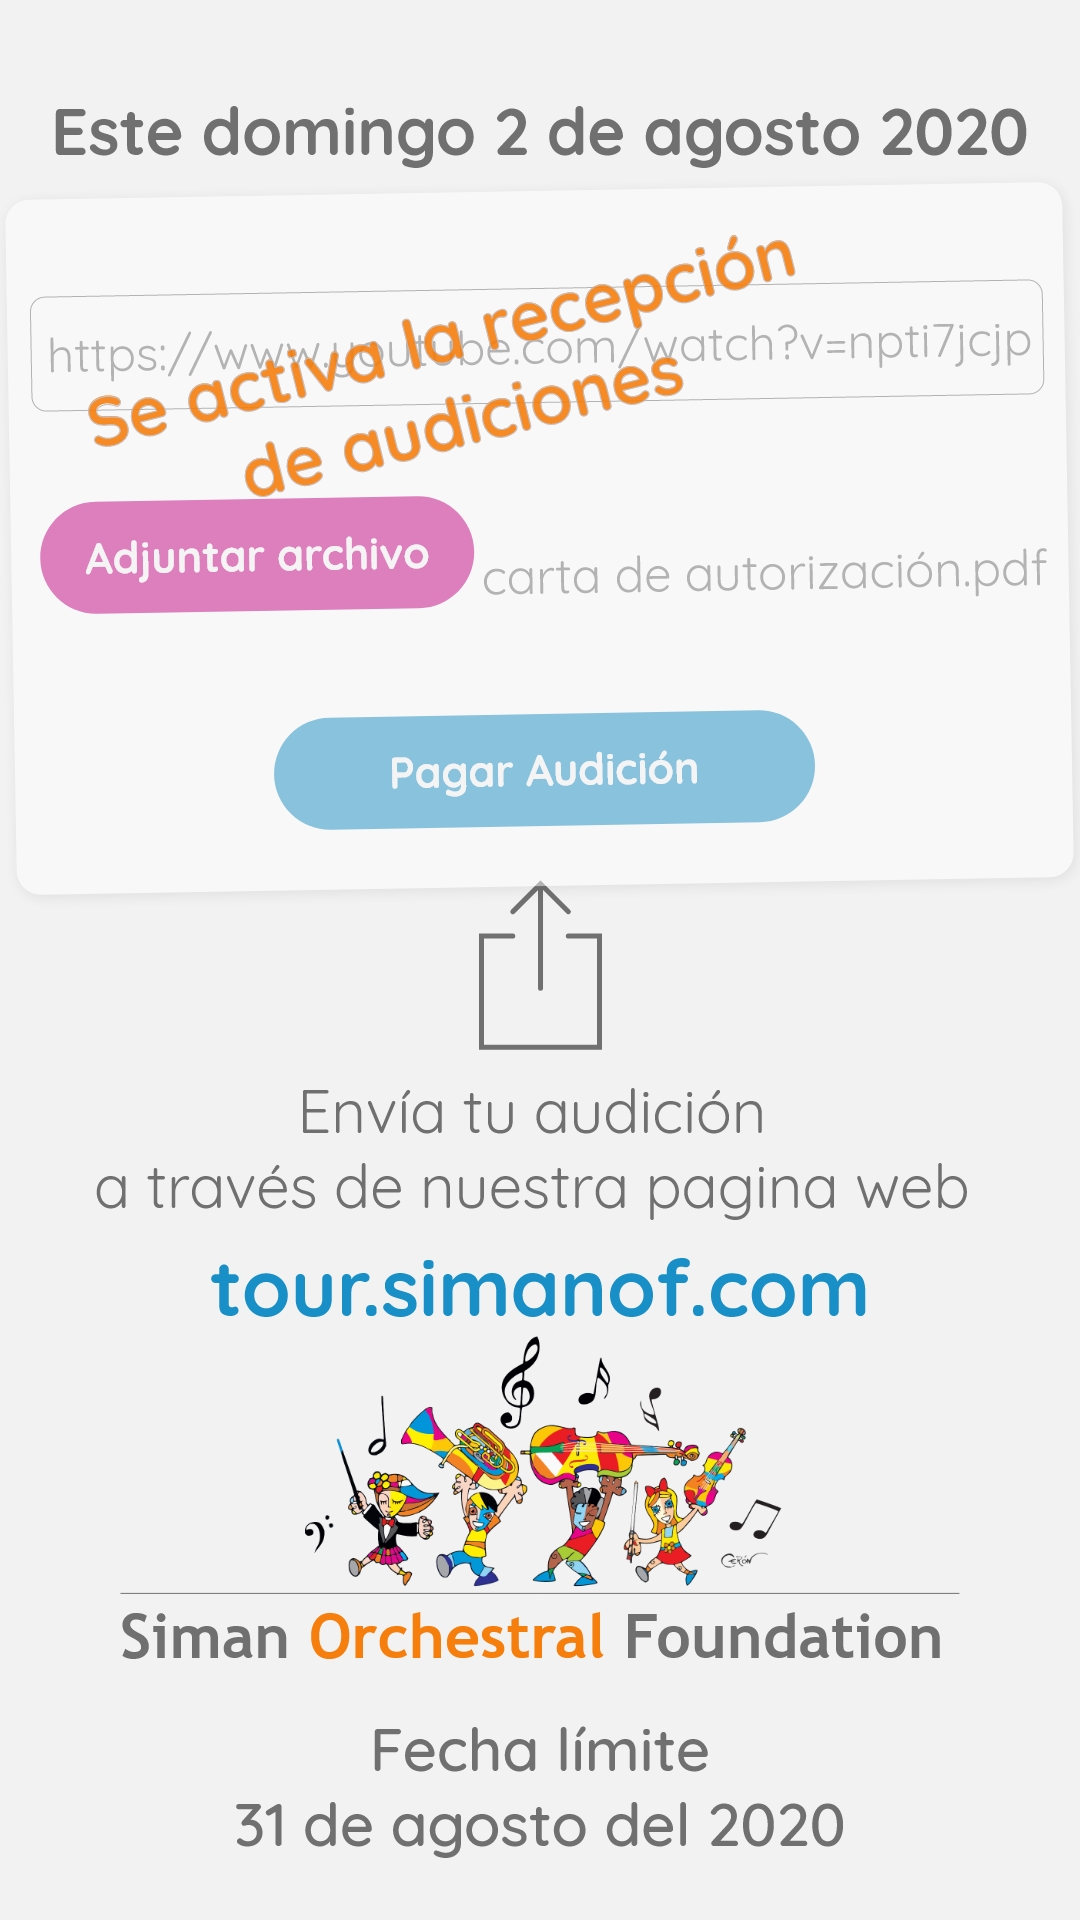 Este domingo 2 de agosto 2020
Se activa la recepción
de audiciones
https://www.youtube.com/watch?v=npti7jcjp
Adjuntar archivo
carta de autorización.pdf
Pagar Audición
Envía tu audición
a través de nuestra pagina web
tour.simanof.com
CERÓN
Siman Orchestral Foundation
Fecha límite
31 de agosto del 2020